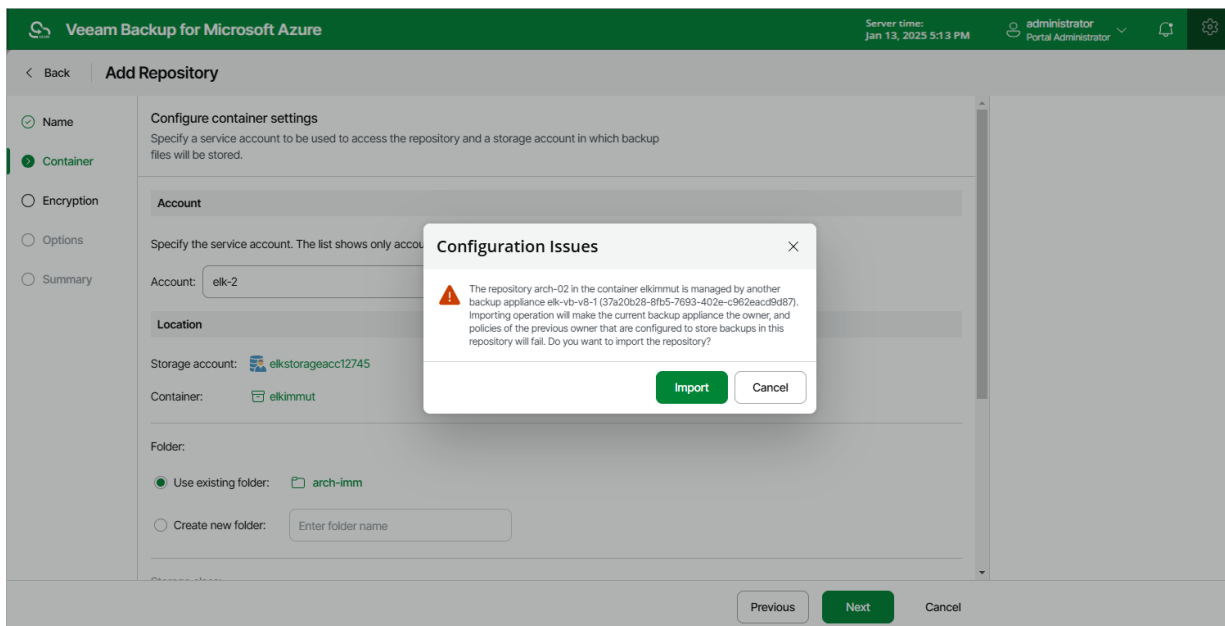 Veeam Backup for Microsoft Azure
Server time:
Jan 13, 2025 5:13 PM
administrator
Portal Administrator
Back
Add Repository
Name
Container
Encryption
Options
Summary
Configure container settings
Specify a service account to be used to access the repository and a storage account in which backup
files will be stored.
Account
Specify the service account. The list shows only accou
Account: elk-2
Location
Storage account: elkstorageacc12745
Container: elkimmut
Folder:
Use existing folder: arch-imm
Create new folder: Enter folder name
Configuration Issues
The repository arch-02 in the container elkimmut is managed by another
backup appliance elk-vb-v8-1 (37a20b28-8fb5-7693-402e-c962eacd9d87).
Importing operation will make the current backup appliance the owner, and
policies of the previous owner that are configured to store backups in this
repository will fail. Do you want to import the repository?
Import
Cancel
Previous
Next
Cancel